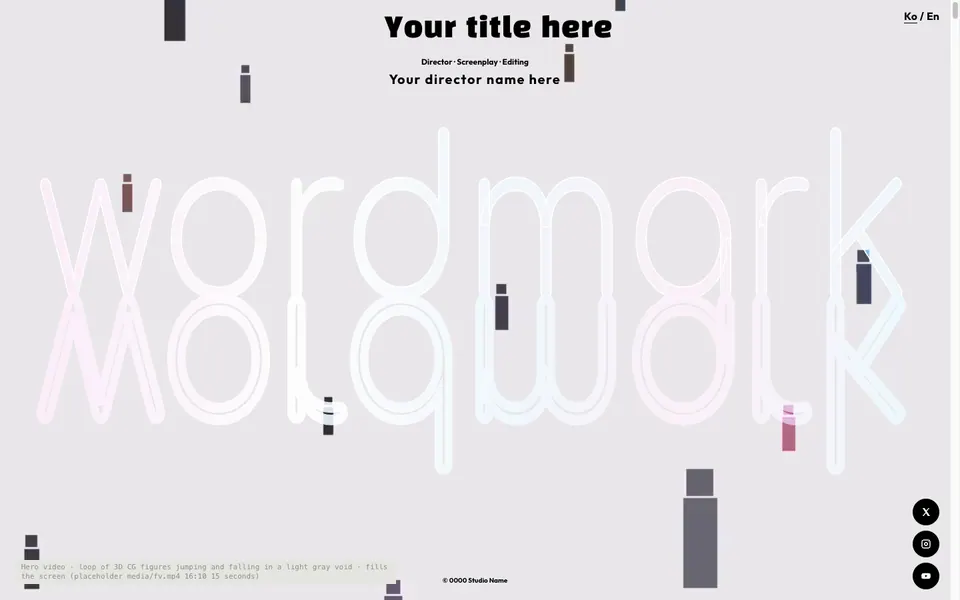 Your title here
Ko / En
Director · Screenplay · Editing
Your director name here
wordmark
Hero video - loop of 3D CG figures jumping and falling in a light gray void - fills
the screen (placeholder media/fv.mp4 16:10 15 seconds)
© 0000 Studio Name